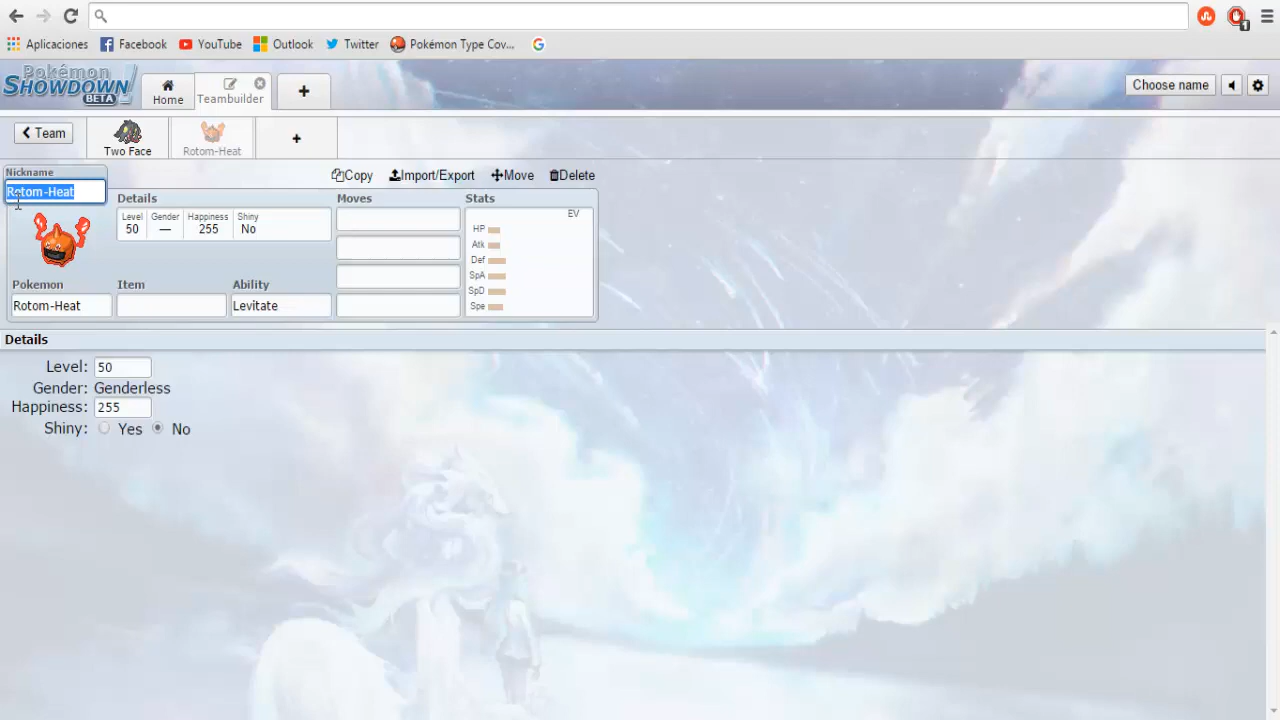 Aplicaciones Facebook YouTube Outlook Twitter Pokémon Type Cov...
Pokémon
SHOWDOWN
BETA
Home
Teambuilder
+
Choose name
Team
Two Face
Rotom-Heat
+
Nickname
Rotom-Heat
Copy Import/Export Move Delete
Details
Level Gender Happiness Shiny
50 — 255 No
Moves
Stats
EV
HP
Atk
Def
SpA
SpD
Spe
Pokemon Item Ability
Rotom-Heat Levitate
Details
Level: 50
Gender: Genderless
Happiness: 255
Shiny: Yes No